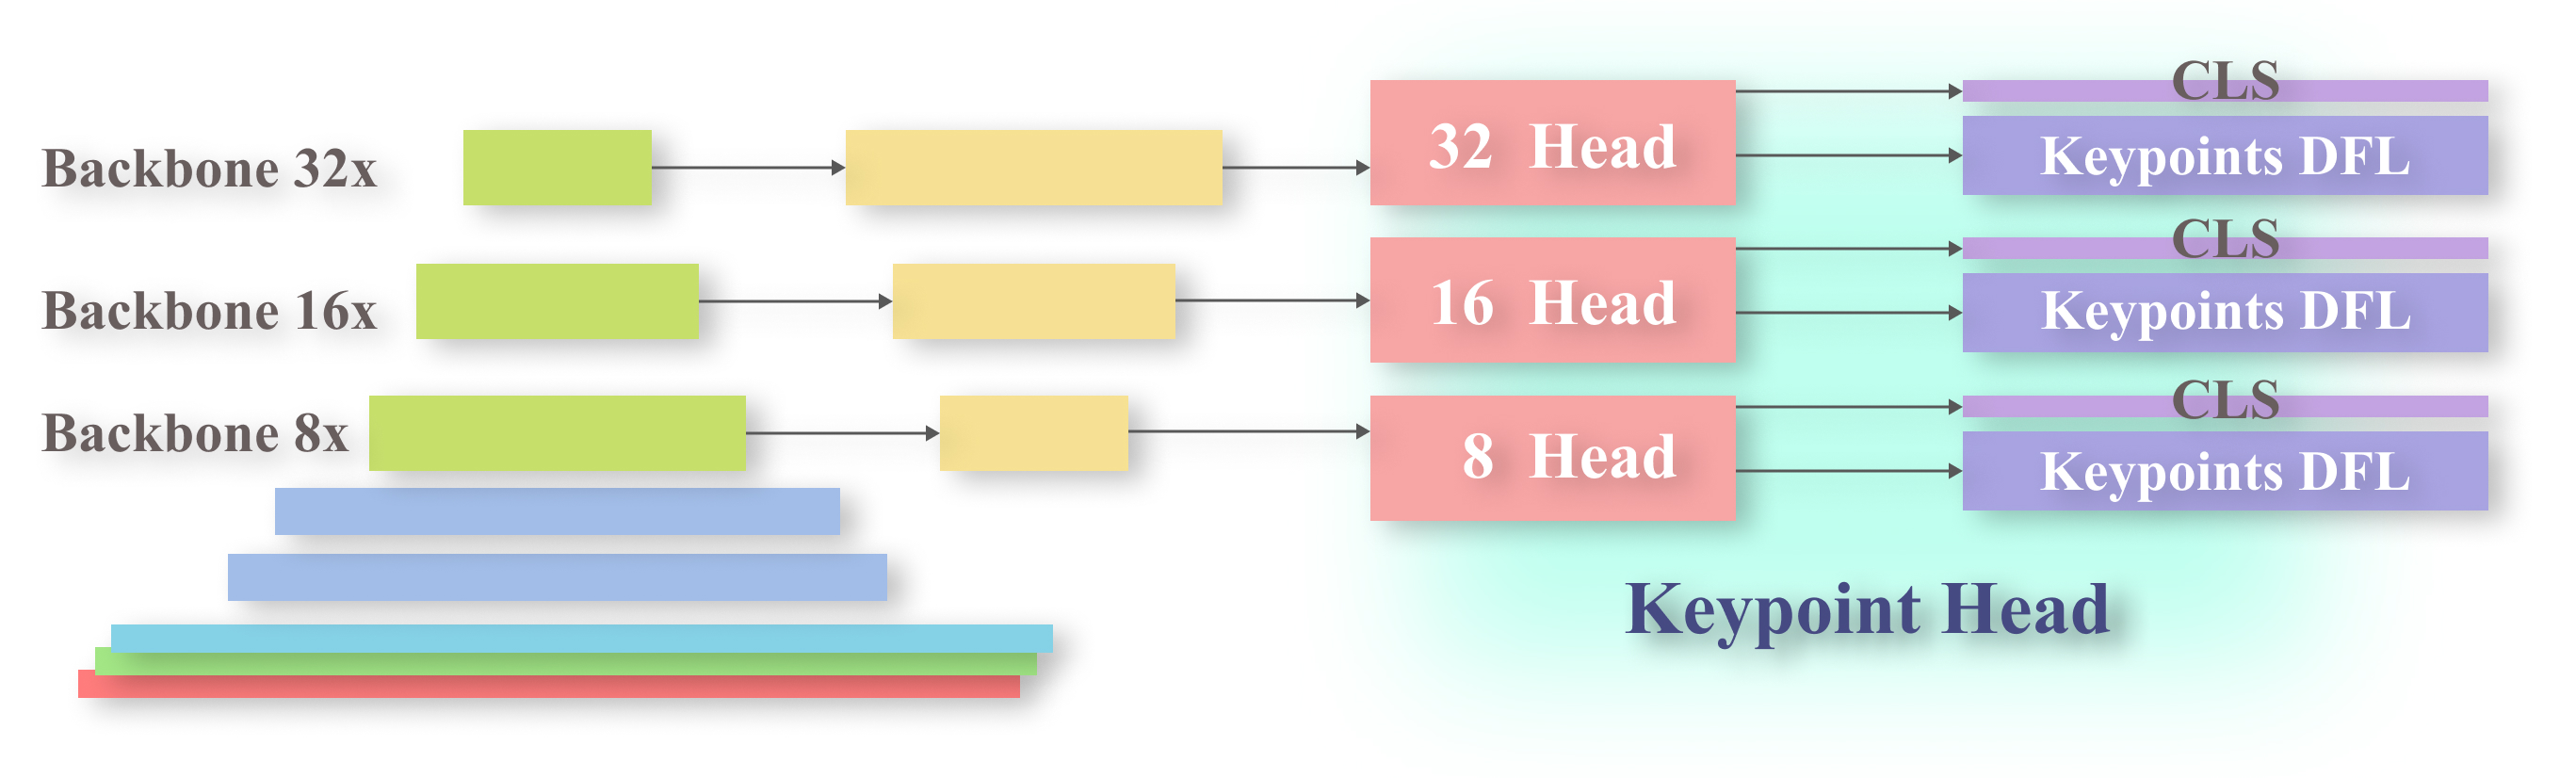 Backbone 32x
32 Head
CLS
Keypoints DFL
Backbone 16x
16 Head
CLS
Keypoints DFL
Backbone 8x
8 Head
CLS
Keypoints DFL
Keypoint Head